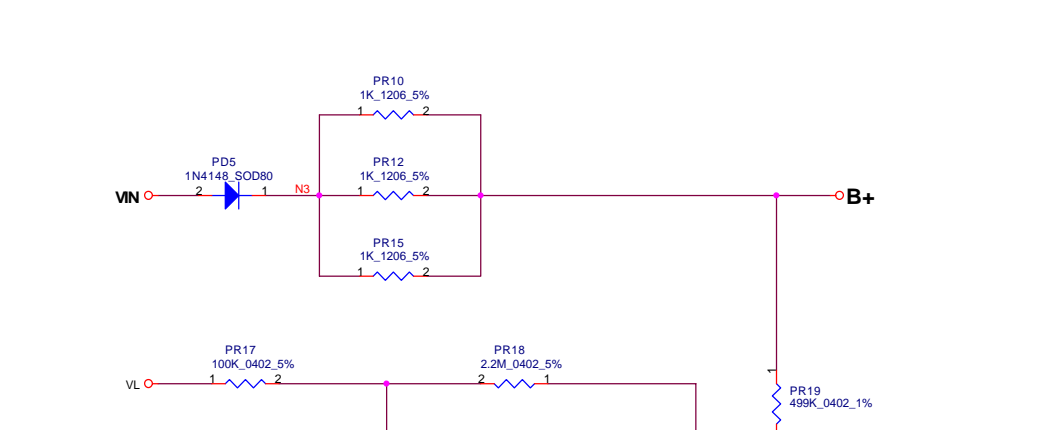 PR10
1K_1206_5%
1 2
PD5
1N4148_SOD80
PR12
1K_1206_5%
VIN 2 1 N3 1 2 B+
PR15
1K_1206_5%
1 2
PR17
100K_0402_5%
PR18
2.2M_0402_5%
VL 1 2 2 1
1
PR19
499K_0402_1%